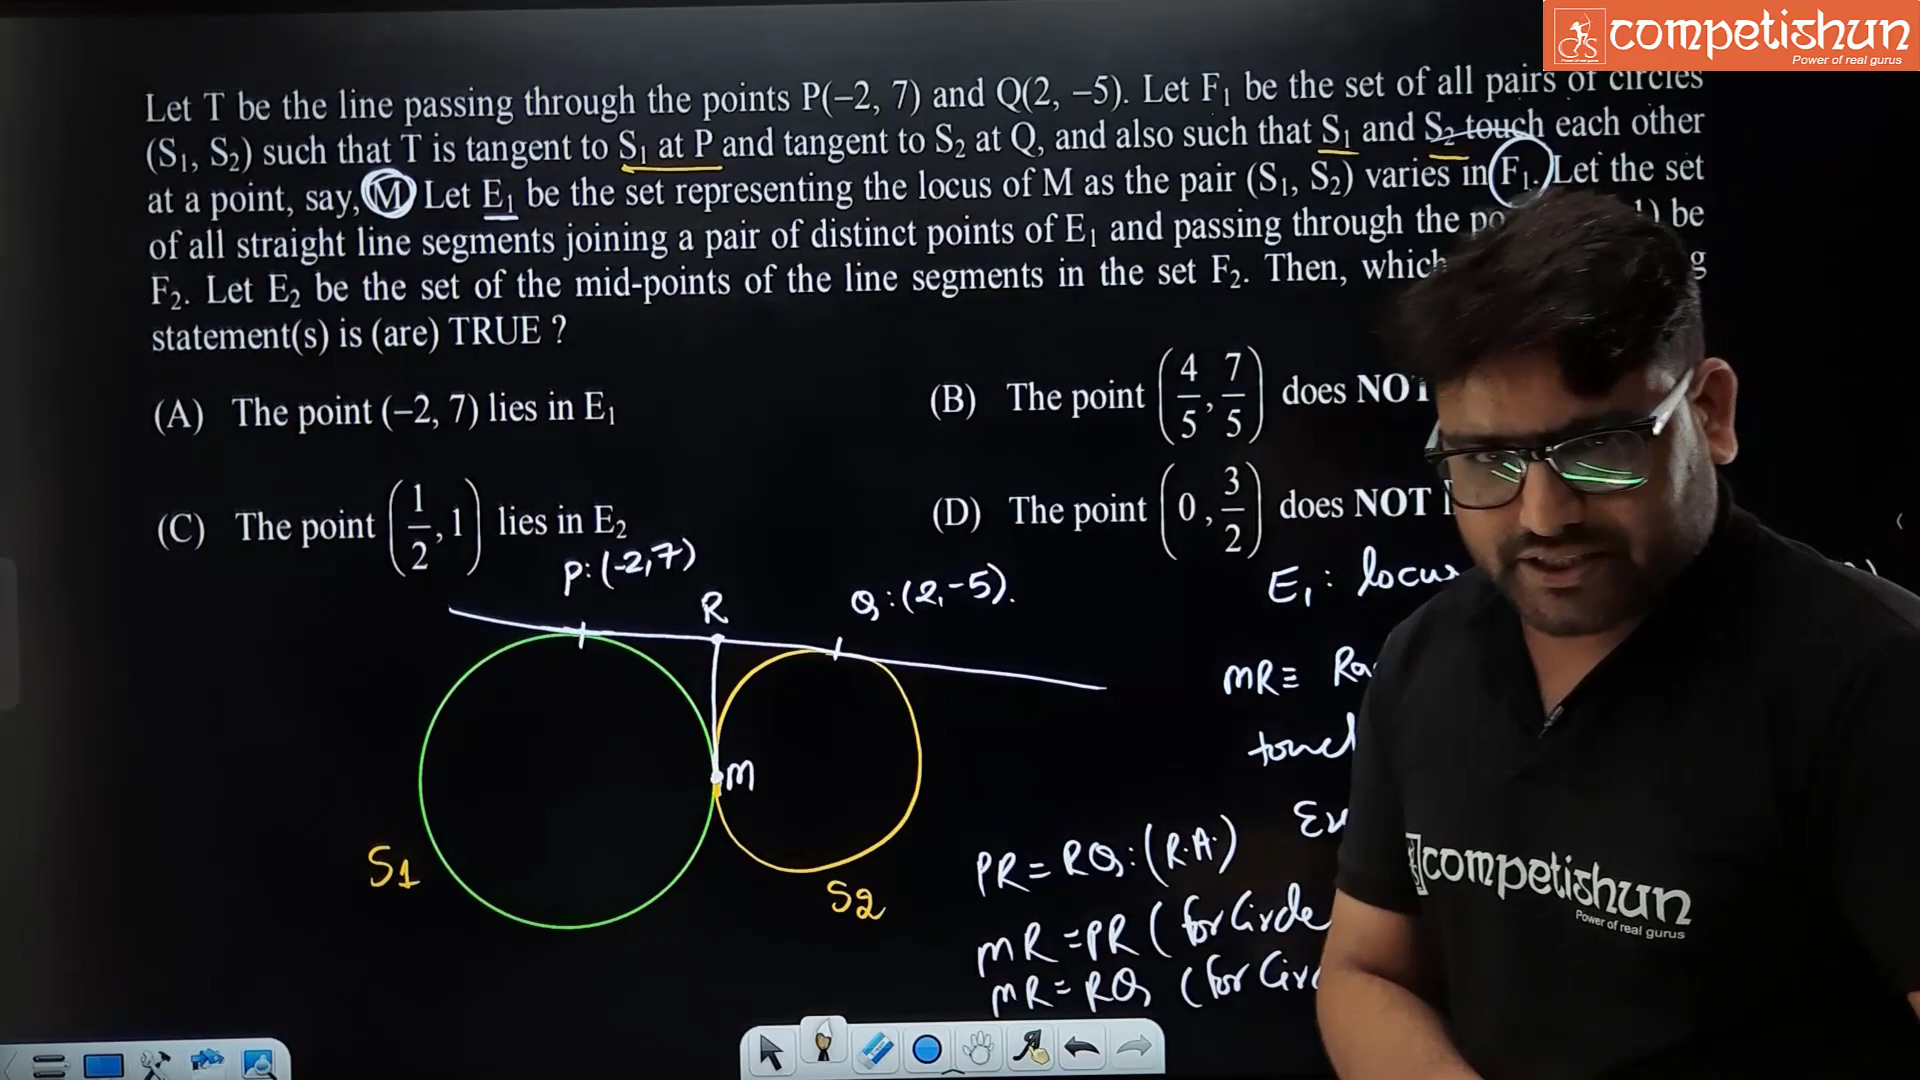 competishun
Power of real gurus
Let T be the line passing through the points P(−2, 7) and Q(2, −5). Let F₁ be the set of all pairs of circles
(S₁, S₂) such that T is tangent to S₁ at P and tangent to S₂ at Q, and also such that S₁ and S₂ touch each other
at a point, say, M. Let E₁ be the set representing the locus of M as the pair (S₁, S₂) varies in F₁. Let the set
of all straight line segments joining a pair of distinct points of E₁ and passing through the 1) be
F₂. Let E₂ be the set of the mid-points of the line segments in the set F₂. Then,
statement(s) is (are) TRUE ?
(A) The point (−2, 7) lies in E₁
(B) The point (4/5, 7/5) does NOT
(C) The point (1/2, 1) lies in E₂
(D) The point (0, 3/2) does NOT
P:(-2,7)
R
Q:(2,-5).
E₁: locus
MR≡
M
S1
S2
PR = RQ:(R.A.)
MR = PR (for Circle
MR = RQ (for
competishun
Power of real gurus